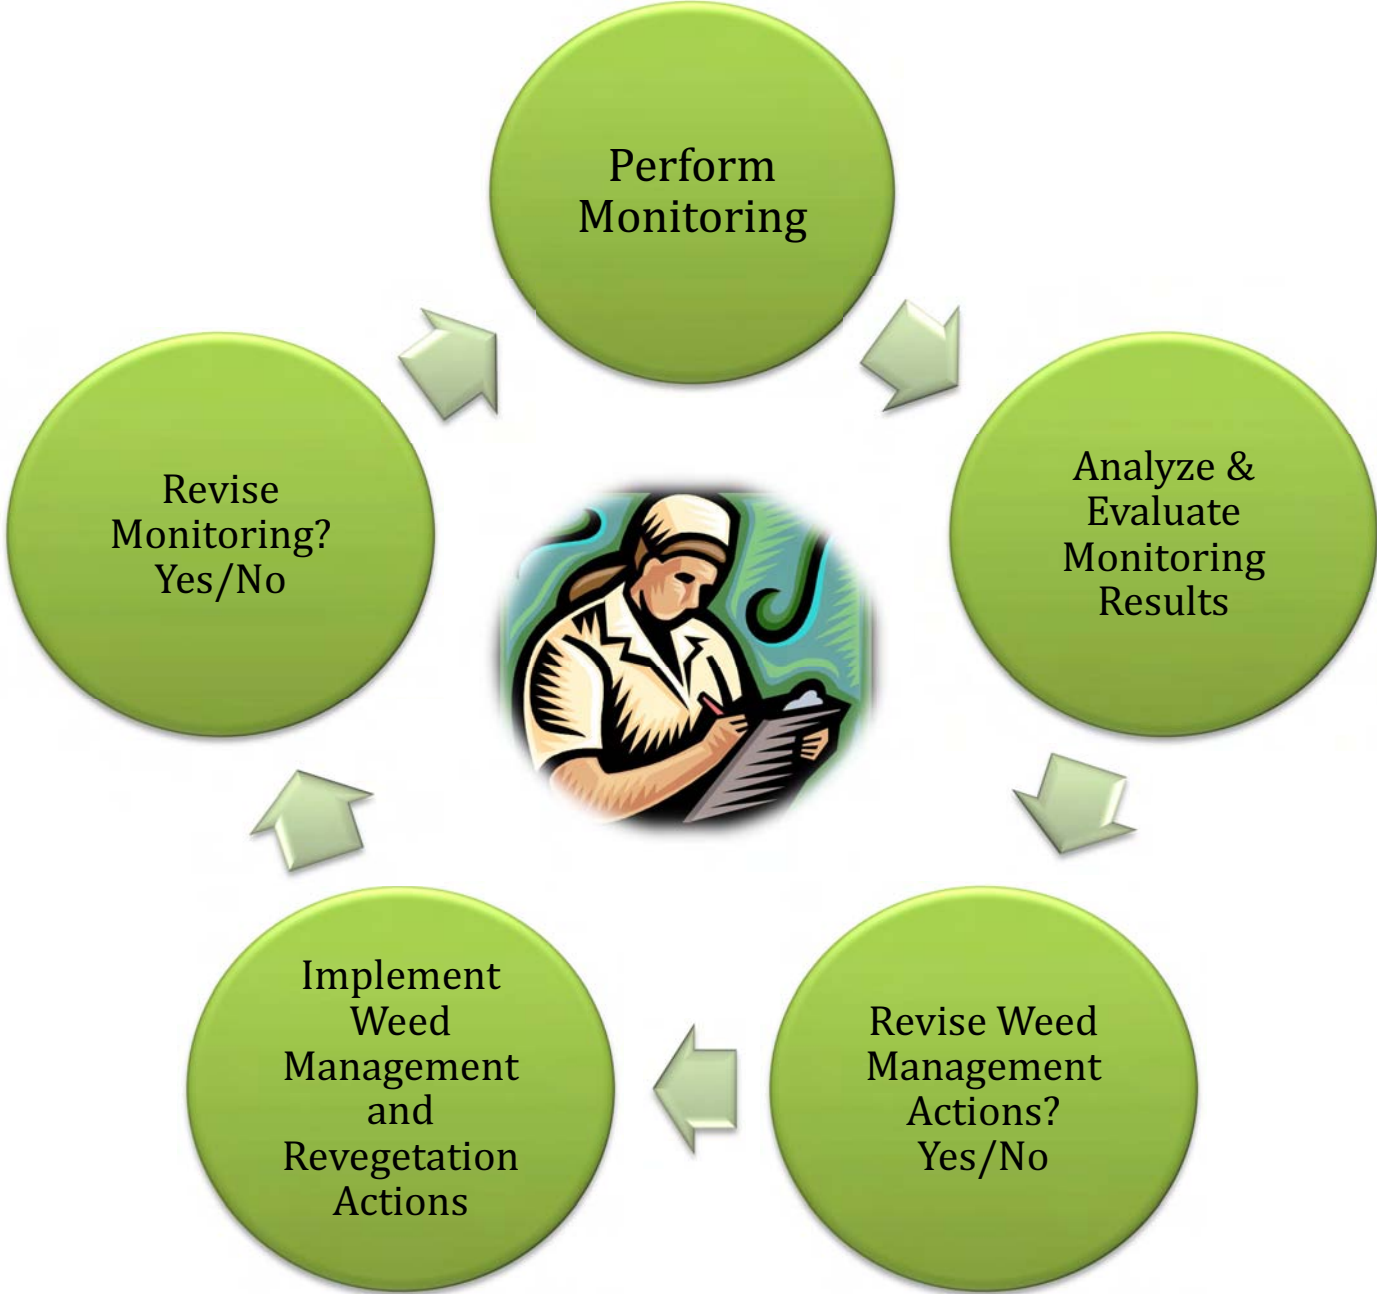 Perform
Monitoring
Analyze &
Evaluate
Monitoring
Results
Revise Weed
Management
Actions?
Yes/No
Implement
Weed
Management
and
Revegetation
Actions
Revise
Monitoring?
Yes/No